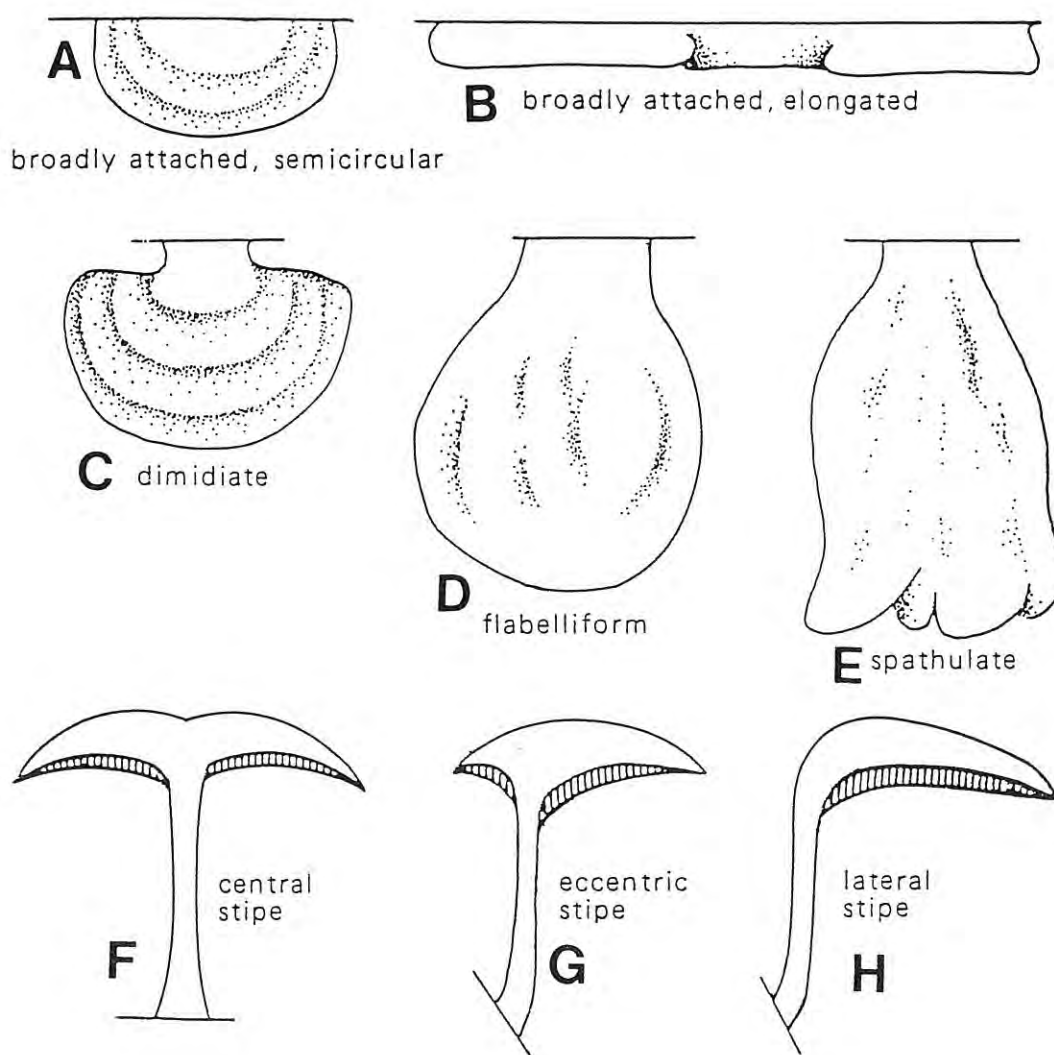 A
broadly attached, semicircular
B broadly attached, elongated
C dimidiate
D flabelliform
E spathulate
central
stipe
F
eccentric
stipe
G
lateral
stipe
H